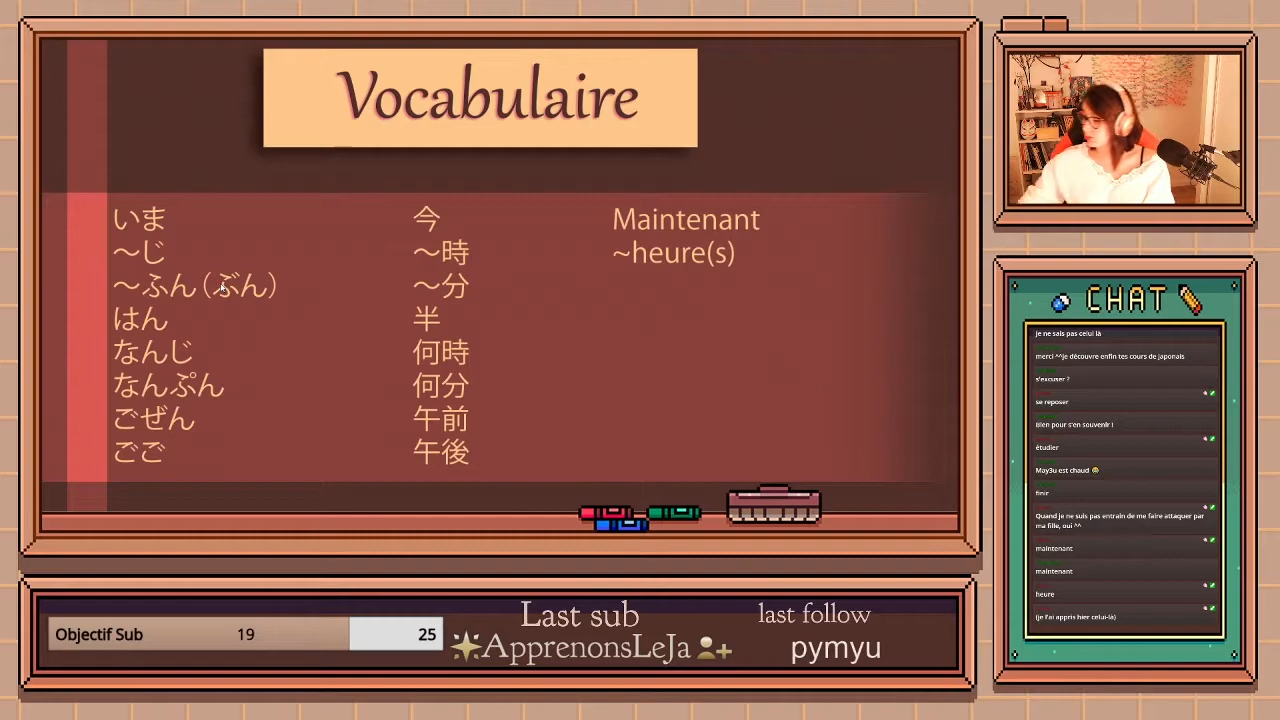 Vocabulaire
いま 今 Maintenant
～じ ～時 ~heure(s)
～ふん（ぶん） ～分
はん 半
なんじ 何時
なんぷん 何分
ごぜん 午前
ごご 午後
CHAT
je ne sais pas celui là
merci ^^je découvre enfin tes cours de japonais
s'excuser ?
se reposer
Bien pour s'en souvenir !
étudier
May3u est chaud
finir
Quand je ne suis pas entrain de me faire attaquer par
ma fille, oui ^^
maintenant
maintenant
heure
(je l'ai appris hier celui-là)
Objectif Sub 19 25
Last sub
ApprenonsLeJa
last follow
pymyu